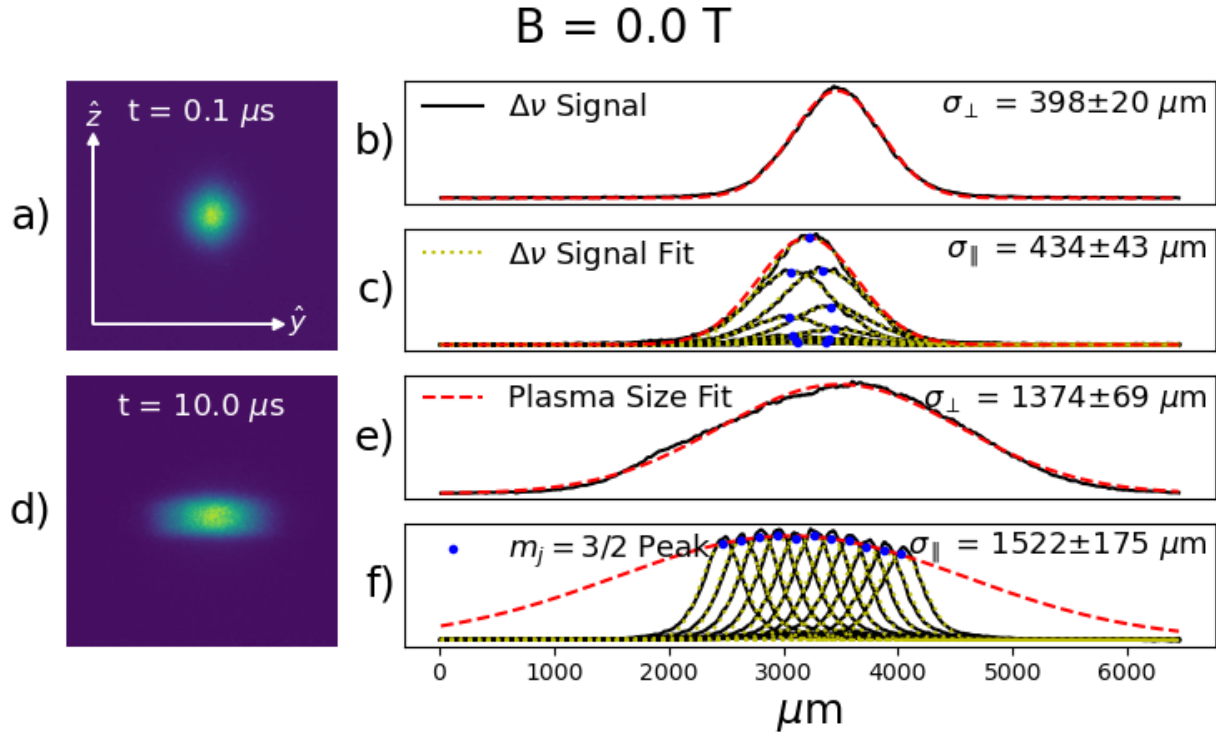 B = 0.0 T
a)
t = 0.1 μs
ẑ
ŷ
b)
Δν Signal
σ⊥ = 398±20 μm
c)
Δν Signal Fit
σ∥ = 434±43 μm
d)
t = 10.0 μs
e)
Plasma Size Fit
σ⊥ = 1374±69 μm
f)
mⱼ = 3/2 Peak
σ∥ = 1522±175 μm
0 1000 2000 3000 4000 5000 6000
μm